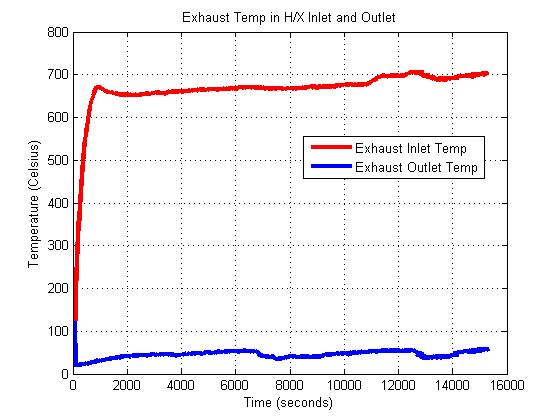 Exhaust Temp in H/X Inlet and Outlet
800
700
600
500
400
300
200
100
0
Temperature (Celsius)
Exhaust Inlet Temp
Exhaust Outlet Temp
0 2000 4000 6000 8000 10000 12000 14000 16000
Time (seconds)